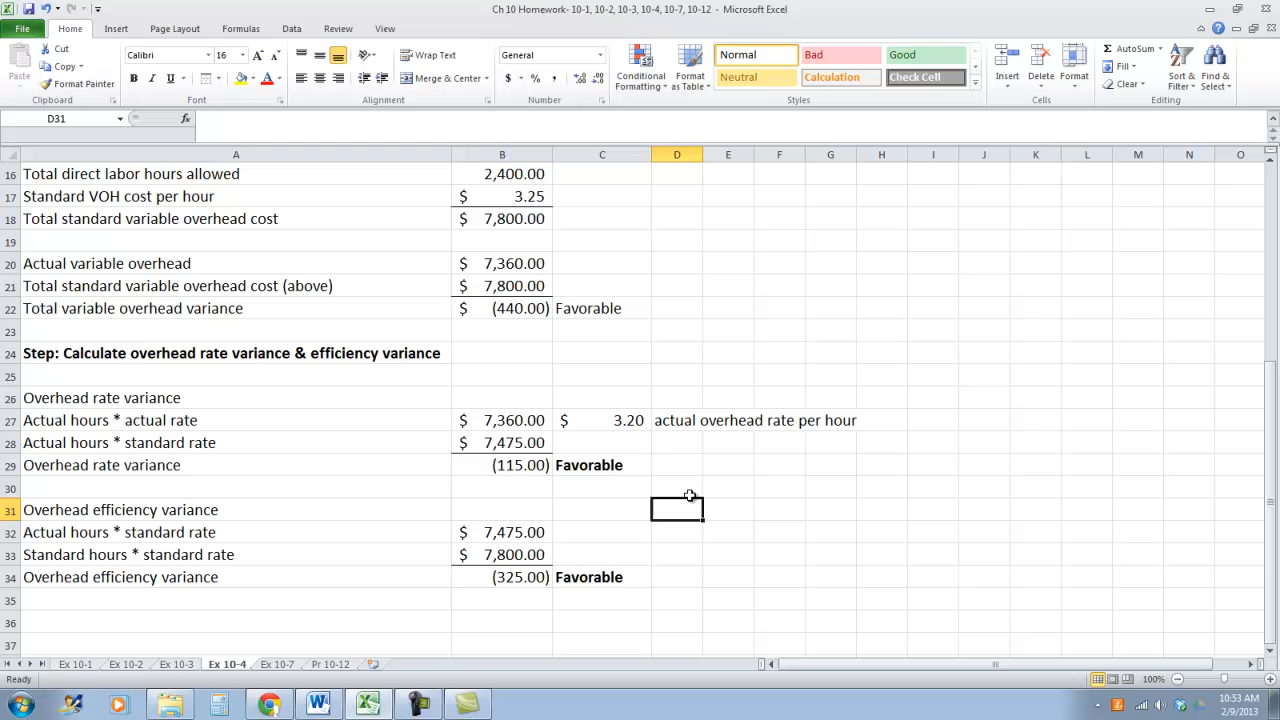 Ch 10 Homework- 10-1, 10-2, 10-3, 10-4, 10-7, 10-12 - Microsoft Excel
File Home Insert Page Layout Formulas Data Review View
Paste
Cut
Copy
Format Painter
Clipboard
Calibri 16
B I U
Font
Wrap Text
Merge & Center
Alignment
General
$ % ,
Number
Conditional Formatting
Format as Table
Normal Bad Good
Neutral Calculation Check Cell
Styles
Insert Delete Format
Cells
AutoSum
Fill
Clear
Sort & Filter
Find & Select
Editing
D31 fx
A B C D E F G H I J K L M N O
16 Total direct labor hours allowed 2,400.00
17 Standard VOH cost per hour $ 3.25
18 Total standard variable overhead cost $ 7,800.00
19
20 Actual variable overhead $ 7,360.00
21 Total standard variable overhead cost (above) $ 7,800.00
22 Total variable overhead variance $ (440.00) Favorable
23
24 Step: Calculate overhead rate variance & efficiency variance
25
26 Overhead rate variance
27 Actual hours * actual rate $ 7,360.00 $ 3.20 actual overhead rate per hour
28 Actual hours * standard rate $ 7,475.00
29 Overhead rate variance (115.00) Favorable
30
31 Overhead efficiency variance
32 Actual hours * standard rate $ 7,475.00
33 Standard hours * standard rate $ 7,800.00
34 Overhead efficiency variance (325.00) Favorable
35
36
37
Ex 10-1 Ex 10-2 Ex 10-3 Ex 10-4 Ex 10-7 Pr 10-12
Ready 100%
10:53 AM
2/9/2013